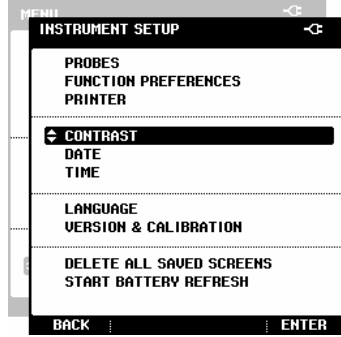 MENU
INSTRUMENT SETUP
PROBES
FUNCTION PREFERENCES
PRINTER
CONTRAST
DATE
TIME
LANGUAGE
VERSION & CALIBRATION
DELETE ALL SAVED SCREENS
START BATTERY REFRESH
BACK ENTER